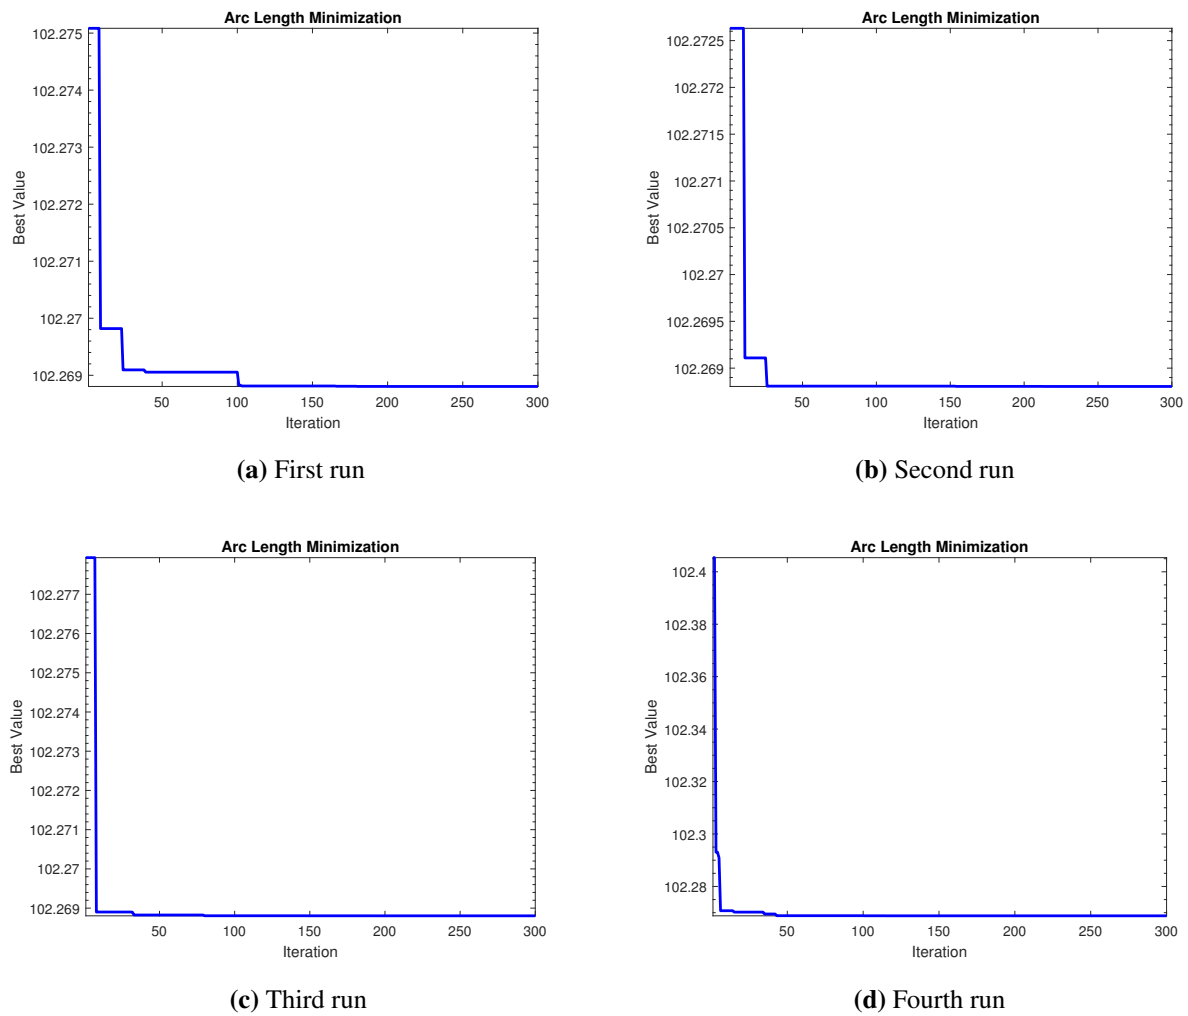 Arc Length Minimization
102.275
102.274
102.273
102.272
102.271
102.27
102.269
Best Value
50 100 150 200 250 300
Iteration
(a) First run
Arc Length Minimization
102.2725
102.272
102.2715
102.271
102.2705
102.27
102.2695
102.269
Best Value
50 100 150 200 250 300
Iteration
(b) Second run
Arc Length Minimization
102.277
102.276
102.275
102.274
102.273
102.272
102.271
102.27
102.269
Best Value
50 100 150 200 250 300
Iteration
(c) Third run
Arc Length Minimization
102.4
102.38
102.36
102.34
102.32
102.3
102.28
Best Value
50 100 150 200 250 300
Iteration
(d) Fourth run